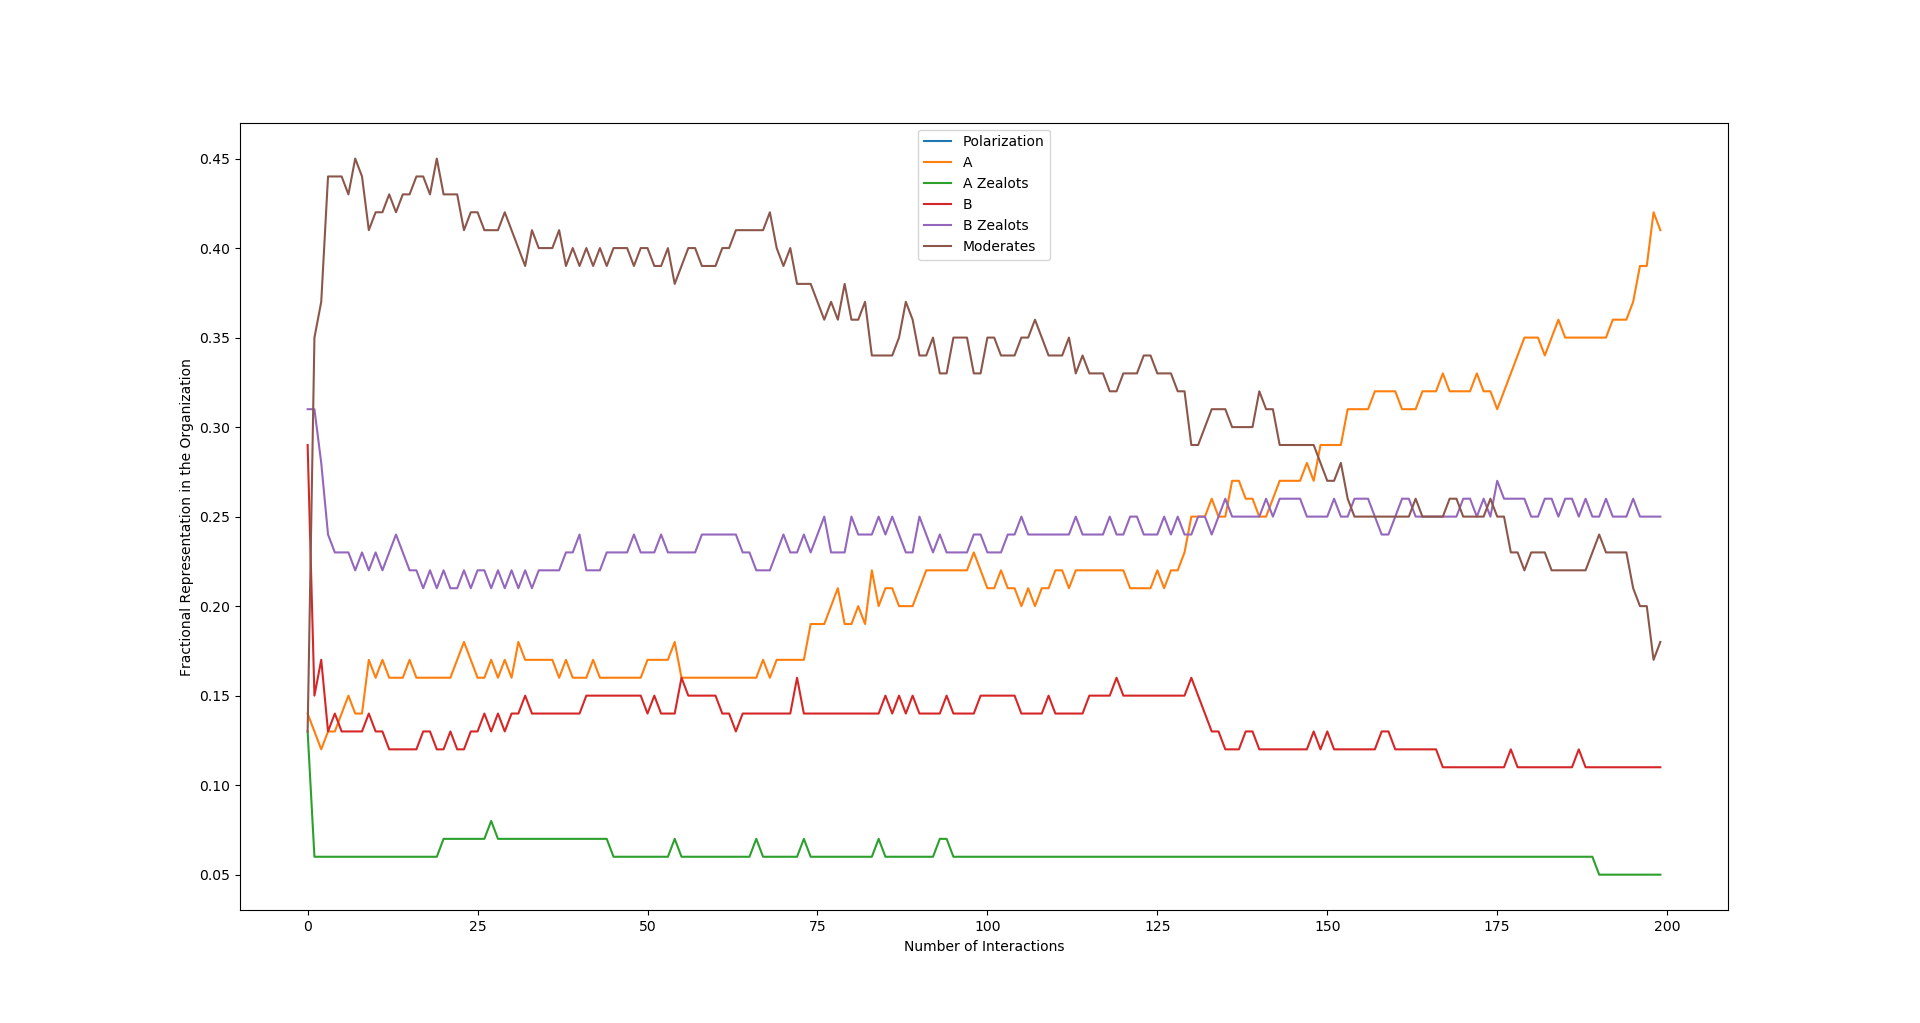 Polarization
A
A Zealots
B
B Zealots
Moderates
0.45
0.40
0.35
0.30
0.25
0.20
0.15
0.10
0.05
Fractional Representation in the Organization
0 25 50 75 100 125 150 175 200
Number of Interactions